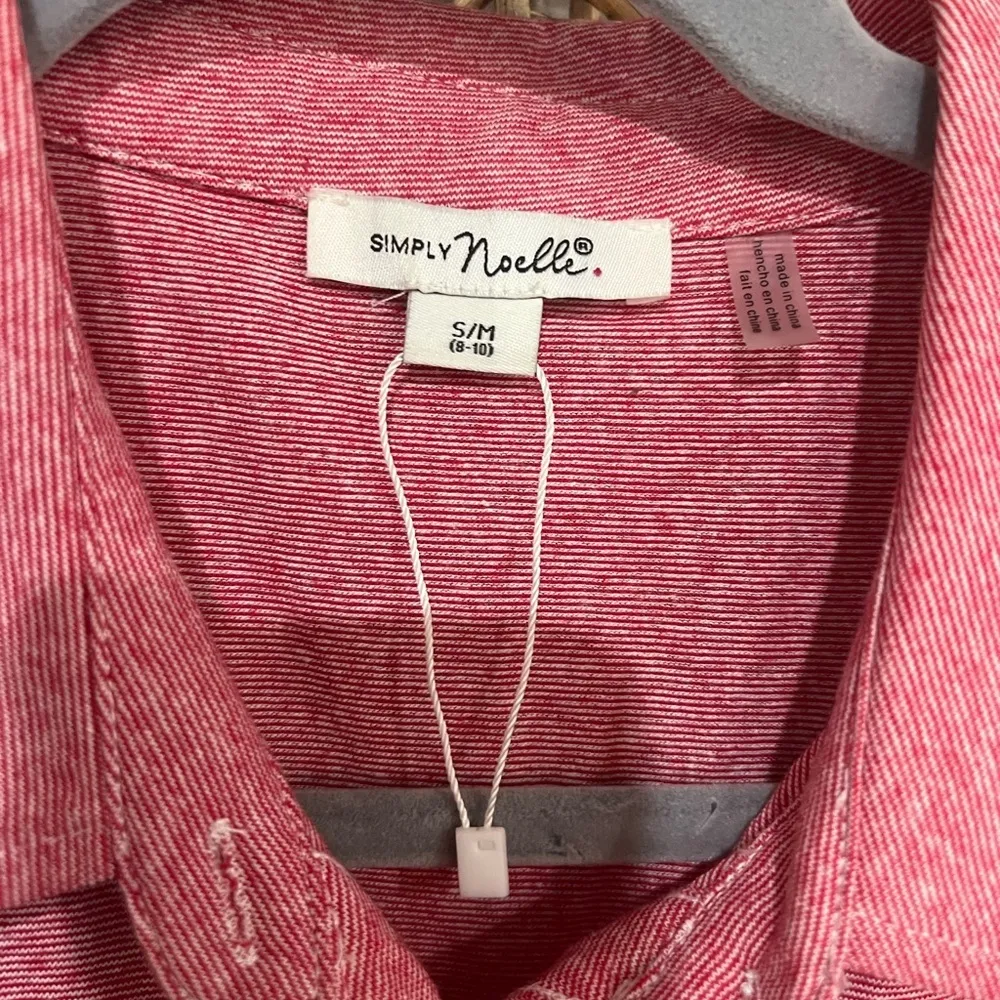 SIMPLY Noelle®.
S/M
(8-10)
made in china
hencho en china
fait en chine